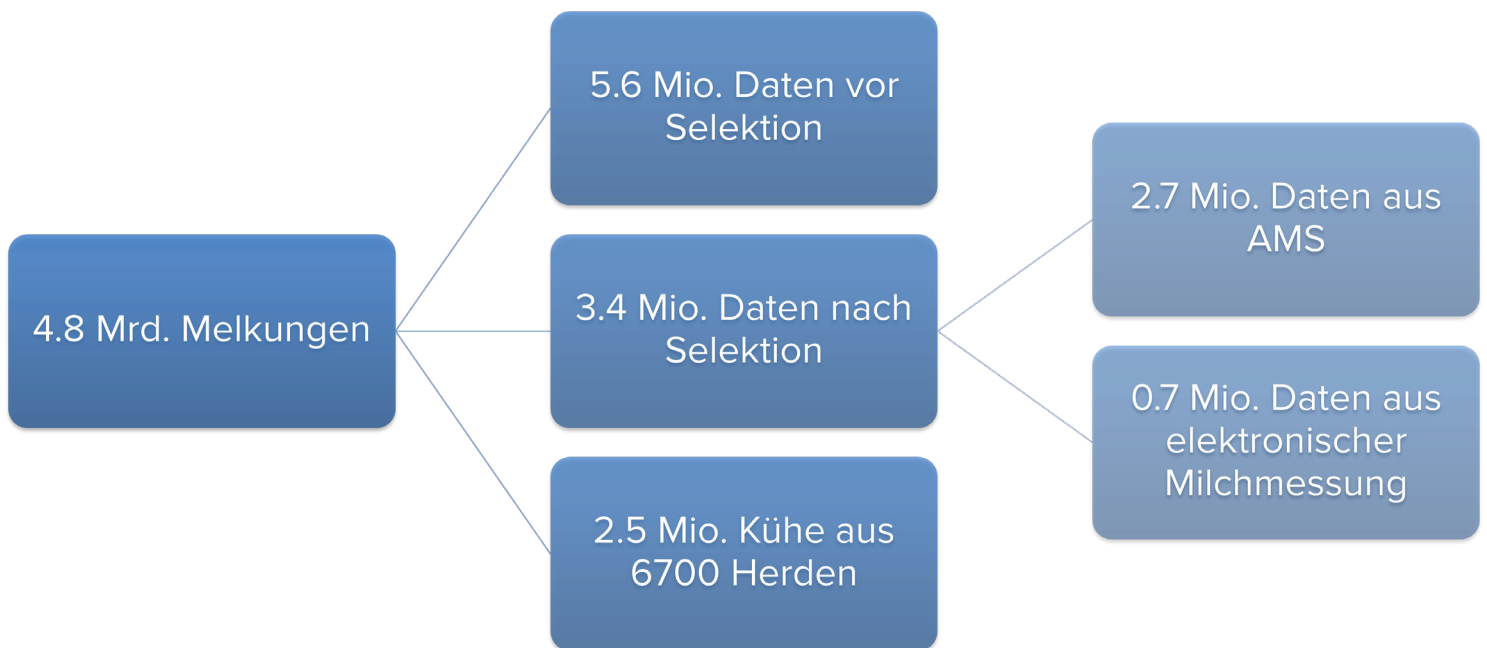 4.8 Mrd. Melkungen
5.6 Mio. Daten vor
Selektion
3.4 Mio. Daten nach
Selektion
2.5 Mio. Kühe aus
6700 Herden
2.7 Mio. Daten aus
AMS
0.7 Mio. Daten aus
elektronischer
Milchmessung